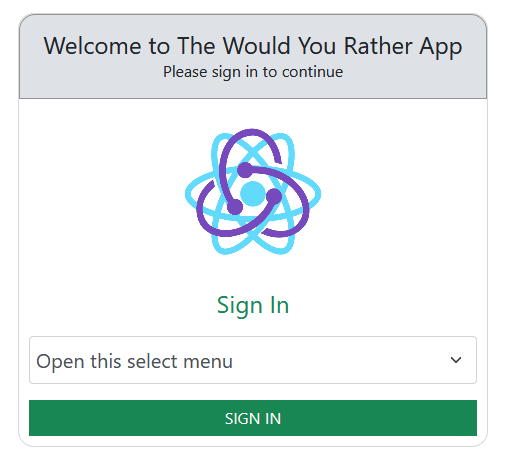 Welcome to The Would You Rather App
Please sign in to continue
Sign In
Open this select menu
SIGN IN